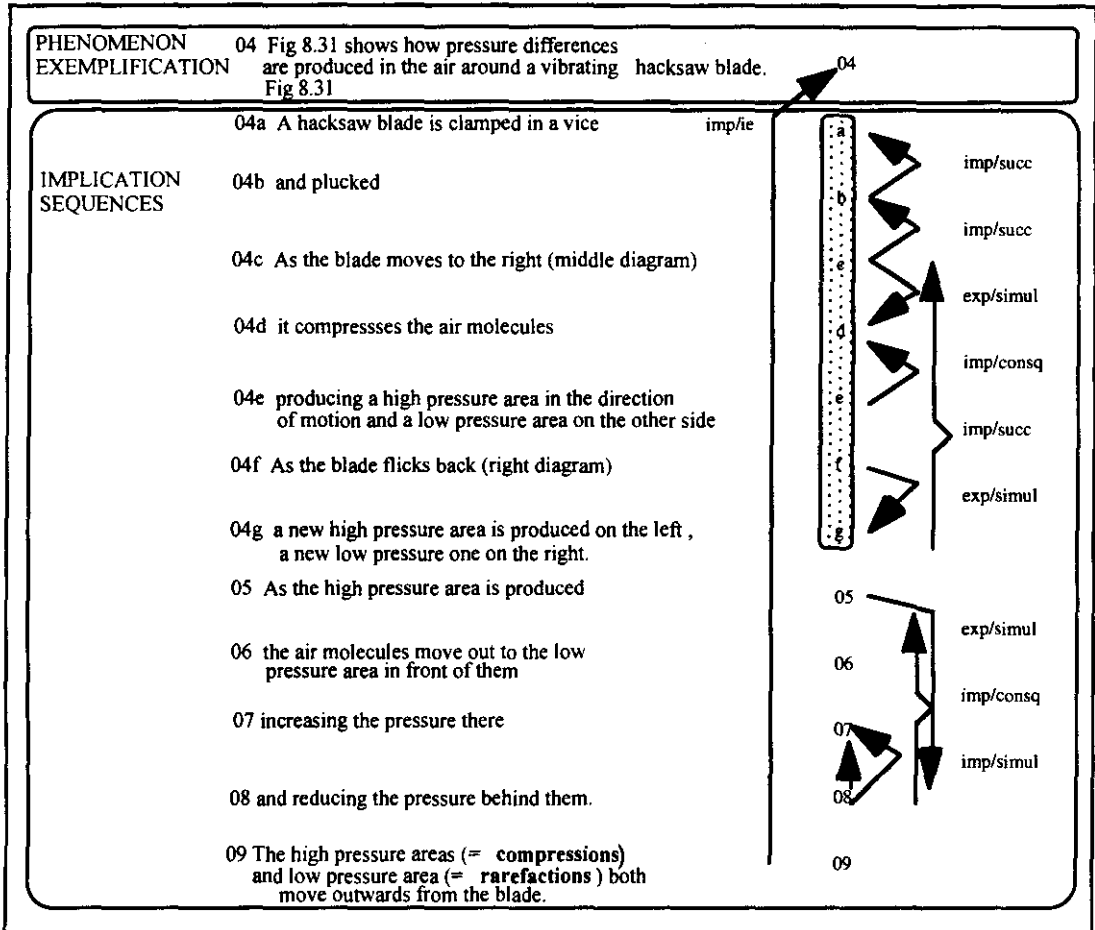 PHENOMENON 04 Fig 8.31 shows how pressure differences
EXEMPLIFICATION are produced in the air around a vibrating hacksaw blade. 04
Fig 8.31
04a A hacksaw blade is clamped in a vice imp/ie a
imp/succ
IMPLICATION 04b and plucked b
SEQUENCES
imp/succ
04c As the blade moves to the right (middle diagram)
exp/simul
04d it compressses the air molecules d
imp/consq
04e producing a high pressure area in the direction e
of motion and a low pressure area on the other side
imp/succ
04f As the blade flicks back (right diagram) f
exp/simul
04g a new high pressure area is produced on the left , g
a new low pressure one on the right.
05 As the high pressure area is produced 05
exp/simul
06 the air molecules move out to the low 06
pressure area in front of them
imp/consq
07 increasing the pressure there 07
imp/simul
08 and reducing the pressure behind them. 08
09 The high pressure areas (= compressions) 09
and low pressure area (= rarefactions ) both
move outwards from the blade.